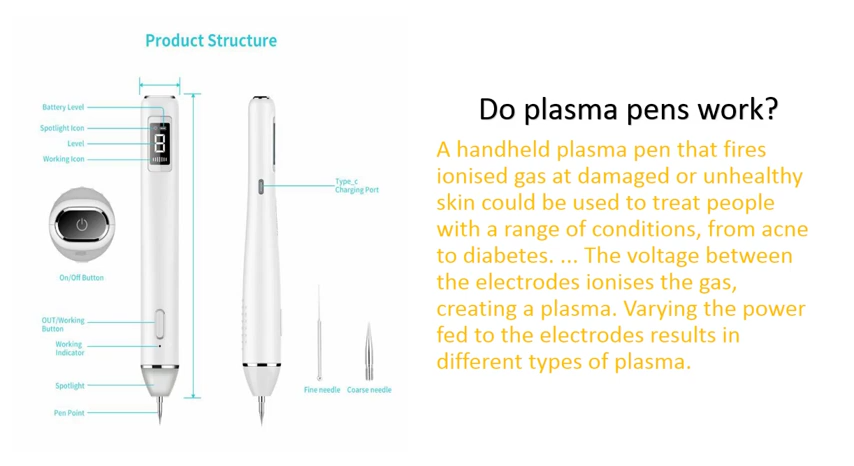 Product Structure
Battery Level
Spotlight Icon
Level
Working Icon
8
Type_c
Charging Port
On/Off Button
OUT/Working
Button
Working
Indicator
Spotlight
Pen Point
Fine needle
Coarse needle
Do plasma pens work?
A handheld plasma pen that fires
ionised gas at damaged or unhealthy
skin could be used to treat people
with a range of conditions, from acne
to diabetes. ... The voltage between
the electrodes ionises the gas,
creating a plasma. Varying the power
fed to the electrodes results in
different types of plasma.